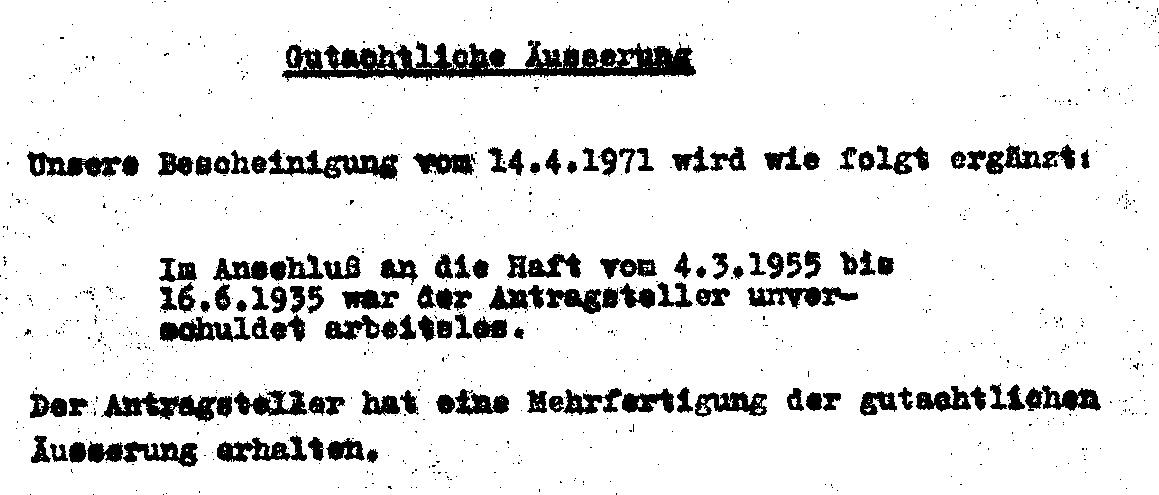 Gutachtliche Äusserung
Unsere Bescheinigung vom 14.4.1971 wird wie folgt ergänzt:
Im Anschluß an die Haft vom 4.3.1955 bis
16.6.1935 war der Antragsteller unver-
schuldet arbeitslos.
Der Antragsteller hat eine Mehrfertigung der gutachtlichen
Äusserung erhalten.